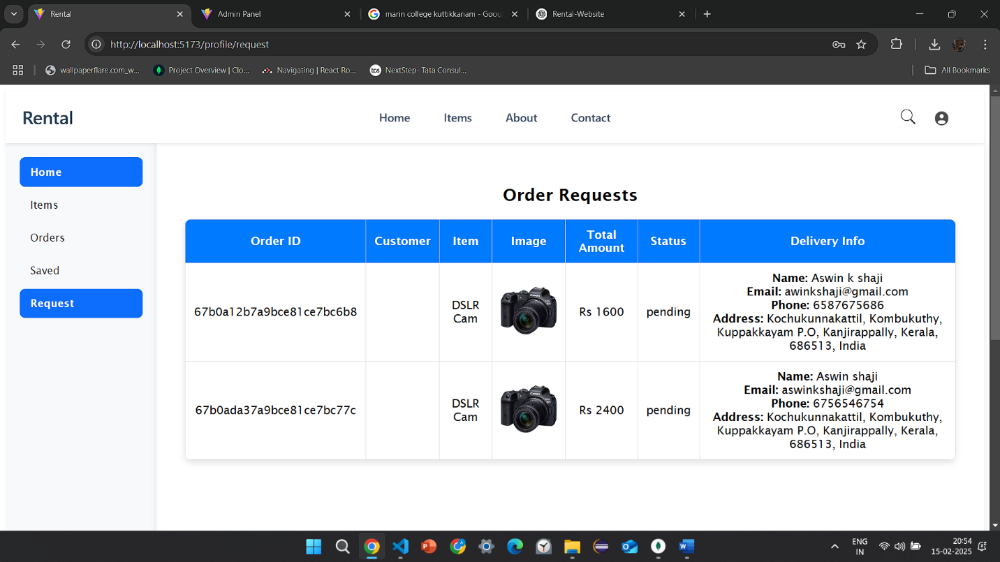 Rental
Admin Panel
marin college kuttikkanam - Goog
Rental-Website
http://localhost:5173/profile/request
wallpaperflare.com_w...
Project Overview | Clo...
Navigating | React Ro...
tcs
NextStep- Tata Consul...
All Bookmarks
Rental
Home
Items
About
Contact
Home
Items
Orders
Saved
Request
Order Requests
Order ID
Customer
Item
Image
Total
Amount
Status
Delivery Info
67b0a12b7a9bce81ce7bc6b8
DSLR
Cam
Rs 1600
pending
Name: Aswin k shaji
Email: awinkshaji@gmail.com
Phone: 6587675686
Address: Kochukunnakattil, Kombukuthy,
Kuppakkayam P.O, Kanjirappally, Kerala,
686513, India
67b0ada37a9bce81ce7bc77c
DSLR
Cam
Rs 2400
pending
Name: Aswin shaji
Email: aswinkshaji@gmail.com
Phone: 6756546754
Address: Kochukunnakattil, Kombukuthy,
Kuppakkayam P.O, Kanjirappally, Kerala,
686513, India
ENG
IN
20:54
15-02-2025